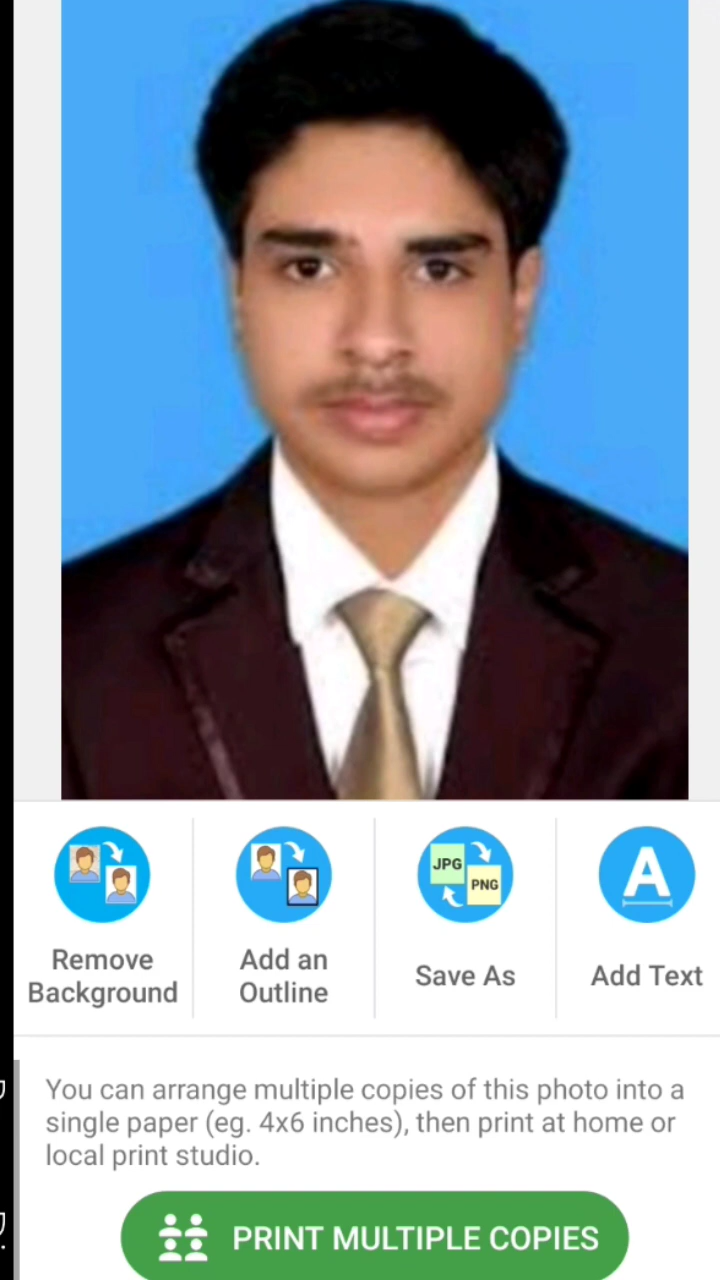 JPG
PNG
A
Remove
Background
Add an
Outline
Save As
Add Text
You can arrange multiple copies of this photo into a
single paper (eg. 4x6 inches), then print at home or
local print studio.
PRINT MULTIPLE COPIES